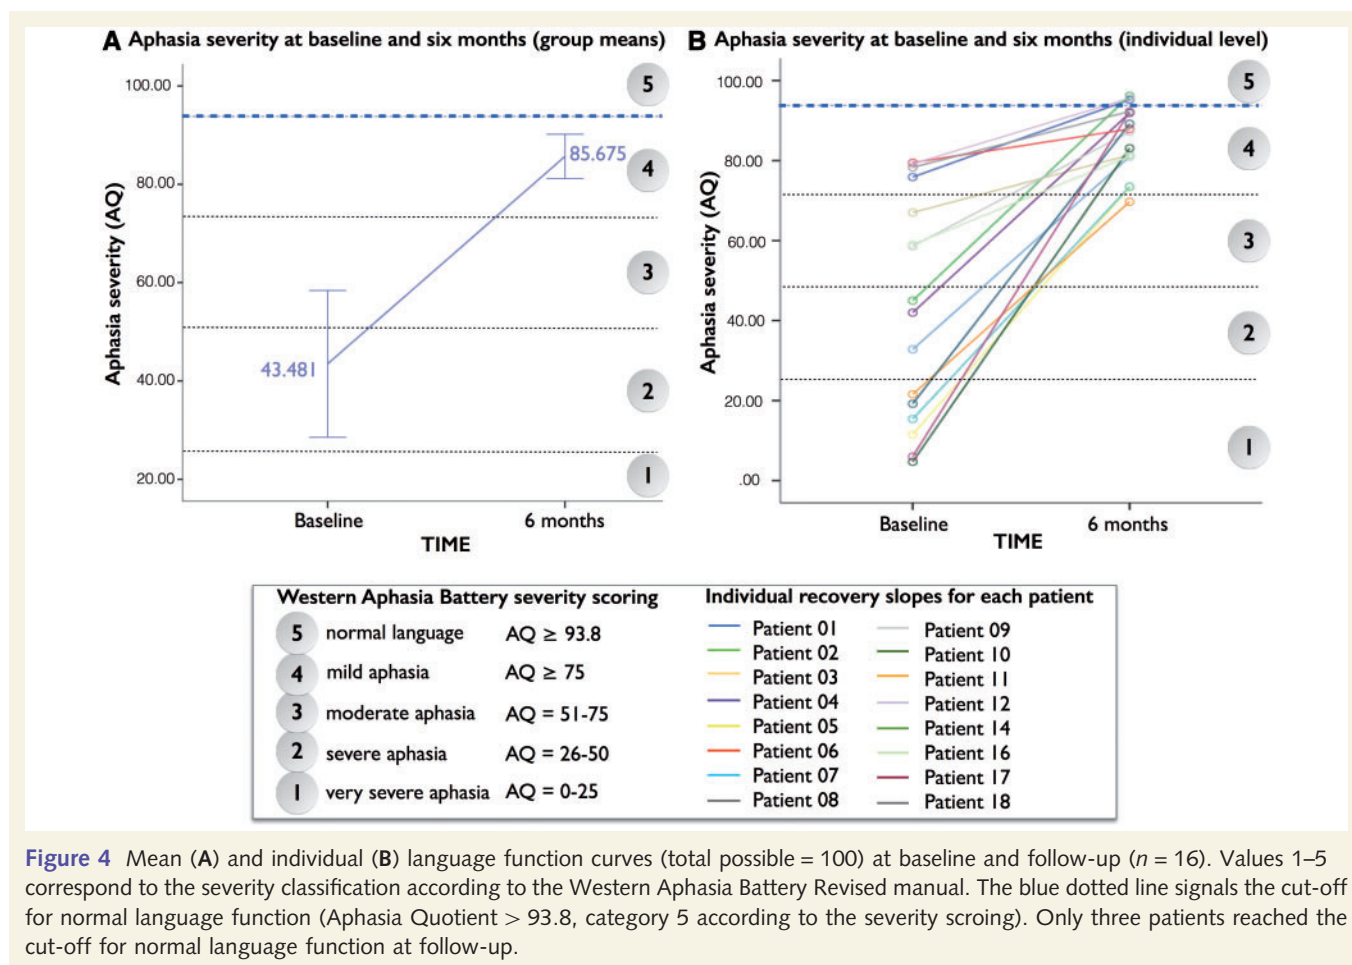 A Aphasia severity at baseline and six months (group means)
100.00
80.00
60.00
40.00
20.00
Aphasia severity (AQ)
85.675
43.481
5
4
3
2
1
Baseline
6 months
TIME
B Aphasia severity at baseline and six months (individual level)
100.00
80.00
60.00
40.00
20.00
.00
Aphasia severity (AQ)
5
4
3
2
1
Baseline
6 months
TIME
Western Aphasia Battery severity scoring
5 normal language AQ ≥ 93.8
4 mild aphasia AQ ≥ 75
3 moderate aphasia AQ = 51-75
2 severe aphasia AQ = 26-50
1 very severe aphasia AQ = 0-25
Individual recovery slopes for each patient
Patient 01
Patient 02
Patient 03
Patient 04
Patient 05
Patient 06
Patient 07
Patient 08
Patient 09
Patient 10
Patient 11
Patient 12
Patient 14
Patient 16
Patient 17
Patient 18
Figure 4 Mean (A) and individual (B) language function curves (total possible = 100) at baseline and follow-up (n = 16). Values 1–5
correspond to the severity classification according to the Western Aphasia Battery Revised manual. The blue dotted line signals the cut-off
for normal language function (Aphasia Quotient > 93.8, category 5 according to the severity scroing). Only three patients reached the
cut-off for normal language function at follow-up.